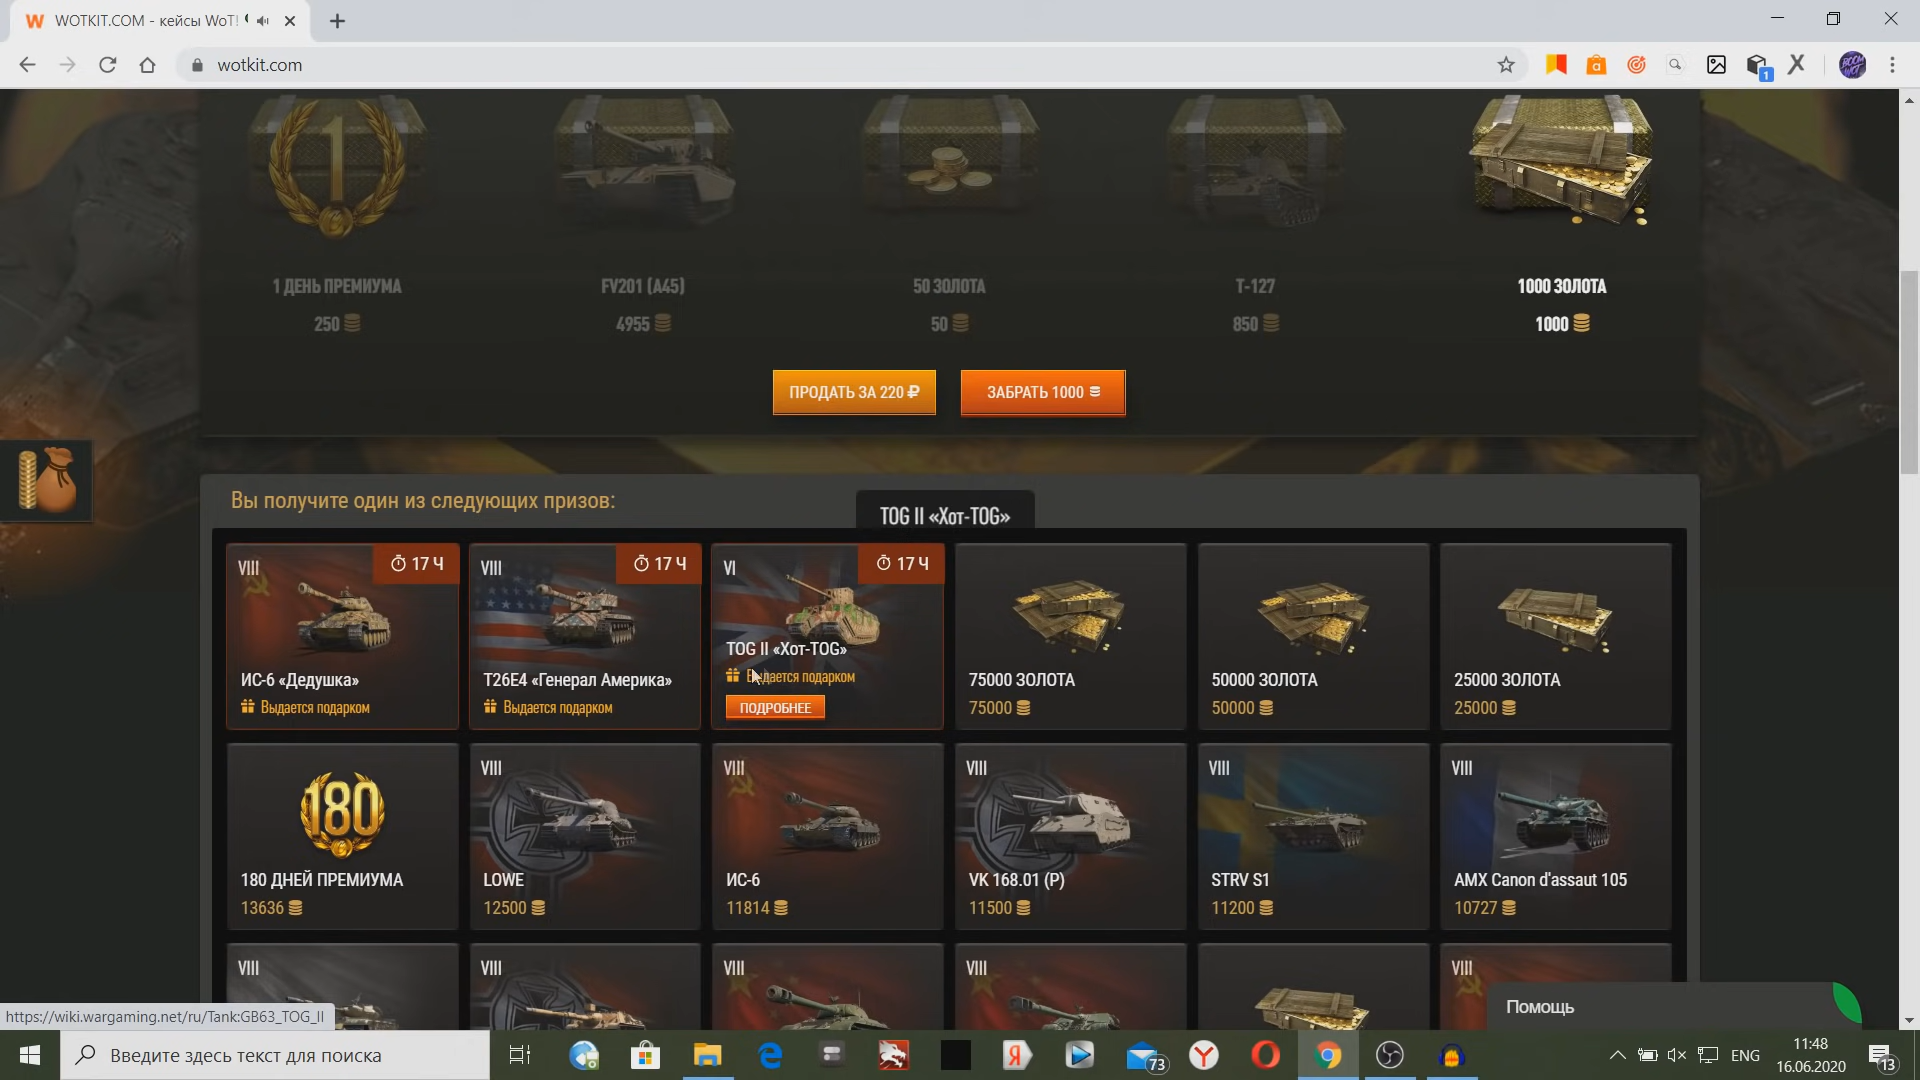 WOTKIT.COM - кейсы WoT!
wotkit.com
1
1 ДЕНЬ ПРЕМИУМА
250
FV201 (A45)
4955
50 ЗОЛОТА
50
T-127
850
1000 ЗОЛОТА
1000
ПРОДАТЬ ЗА 220 ₽
ЗАБРАТЬ 1000
Вы получите один из следующих призов:
TOG II «Хот-TOG»
VIII
17 Ч
ИС-6 «Дедушка»
Выдается подарком
VIII
17 Ч
T26E4 «Генерал Америка»
Выдается подарком
VI
17 Ч
TOG II «Хот-TOG»
Выдается подарком
ПОДРОБНЕЕ
75000 ЗОЛОТА
75000
50000 ЗОЛОТА
50000
25000 ЗОЛОТА
25000
180
180 ДНЕЙ ПРЕМИУМА
13636
VIII
LOWE
12500
VIII
ИС-6
11814
VIII
VK 168.01 (P)
11500
VIII
STRV S1
11200
VIII
AMX Canon d'assaut 105
10727
VIII
VIII
VIII
VIII
VIII
Помощь
https://wiki.wargaming.net/ru/Tank:GB63_TOG_II
Введите здесь текст для поиска
73
ENG
11:48
16.06.2020
13